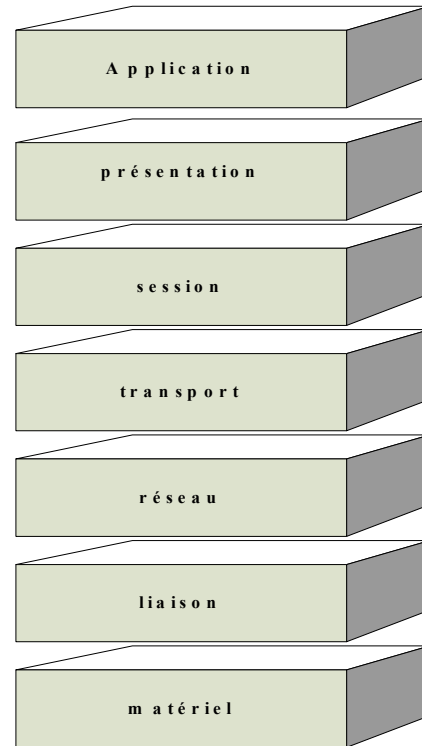 Application
présentation
session
transport
réseau
liaison
matériel